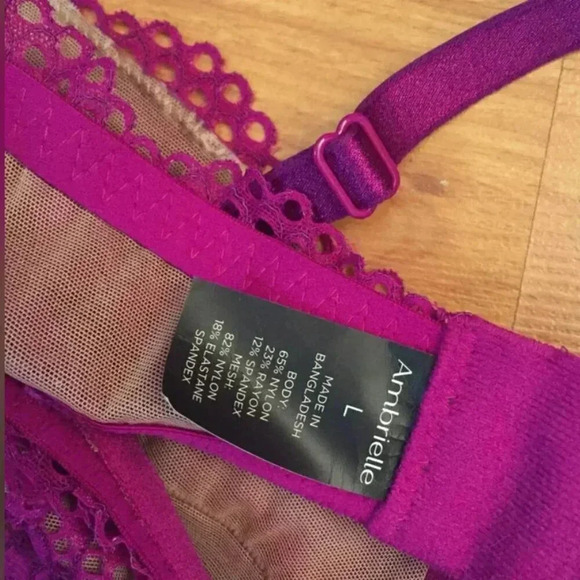 Ambrielle
L
MADE IN
BANGLADESH
BODY:
65% NYLON
23% RAYON
12% SPANDEX
MESH
82% NYLON
18% ELASTANE
SPANDEX